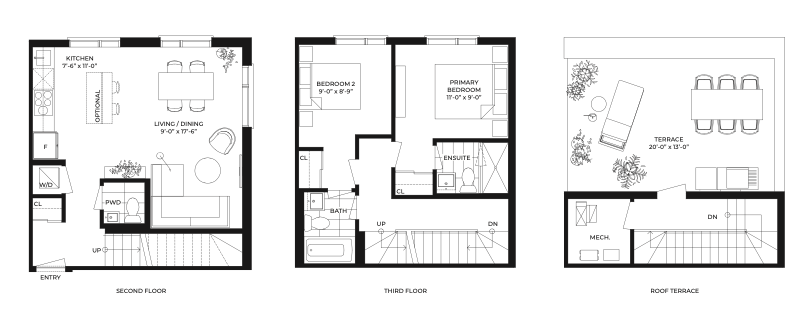 KITCHEN
7'-6" x 11'-0"
OPTIONAL
LIVING / DINING
9'-0" x 17'-6"
F
W/D
CL
PWD
UP
ENTRY
SECOND FLOOR
BEDROOM 2
9'-0" x 8'-9"
PRIMARY
BEDROOM
11'-0" x 9'-0"
CL
ENSUITE
CL
BATH
UP
DN
THIRD FLOOR
TERRACE
20'-0" x 13'-0"
DN
MECH.
ROOF TERRACE